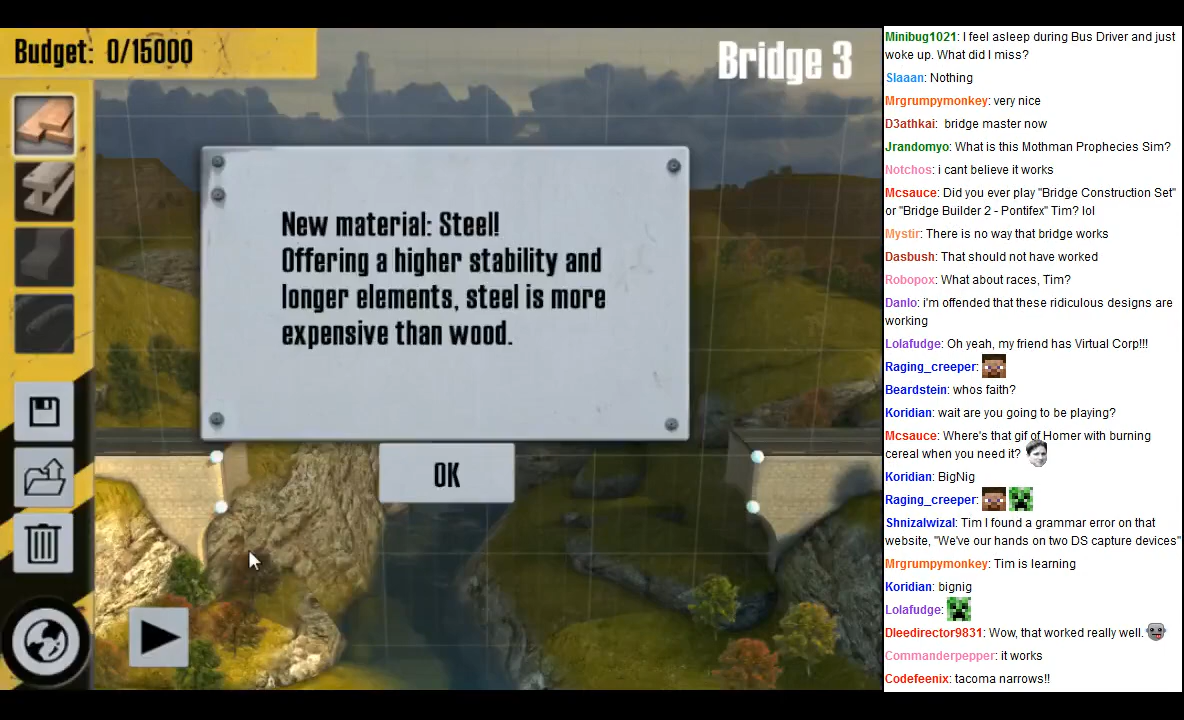 Budget: 0/15000
Bridge 3
New material: Steel!
Offering a higher stability and
longer elements, steel is more
expensive than wood.
OK
Minibug1021: I feel asleep during Bus Driver and just
woke up. What did I miss?
Slaaan: Nothing
Mrgrumpymonkey: very nice
D3athkai: bridge master now
Jrandomyo: What is this Mothman Prophecies Sim?
Notchos: i cant believe it works
Mcsauce: Did you ever play "Bridge Construction Set"
or "Bridge Builder 2 - Pontifex" Tim? lol
Mystir: There is no way that bridge works
Dasbush: That should not have worked
Robopox: What about races, Tim?
Danlo: i'm offended that these ridiculous designs are
working
Lolafudge: Oh yeah, my friend has Virtual Corp!!!
Raging_creeper:
Beardstein: whos faith?
Koridian: wait are you going to be playing?
Mcsauce: Where's that gif of Homer with burning
cereal when you need it?
Koridian: BigNig
Raging_creeper:
Shnizalwizal: Tim I found a grammar error on that
website, "We've our hands on two DS capture devices"
Mrgrumpymonkey: Tim is learning
Koridian: bignig
Lolafudge:
Dleedirector9831: Wow, that worked really well.
Commanderpepper: it works
Codefeenix: tacoma narrows!!